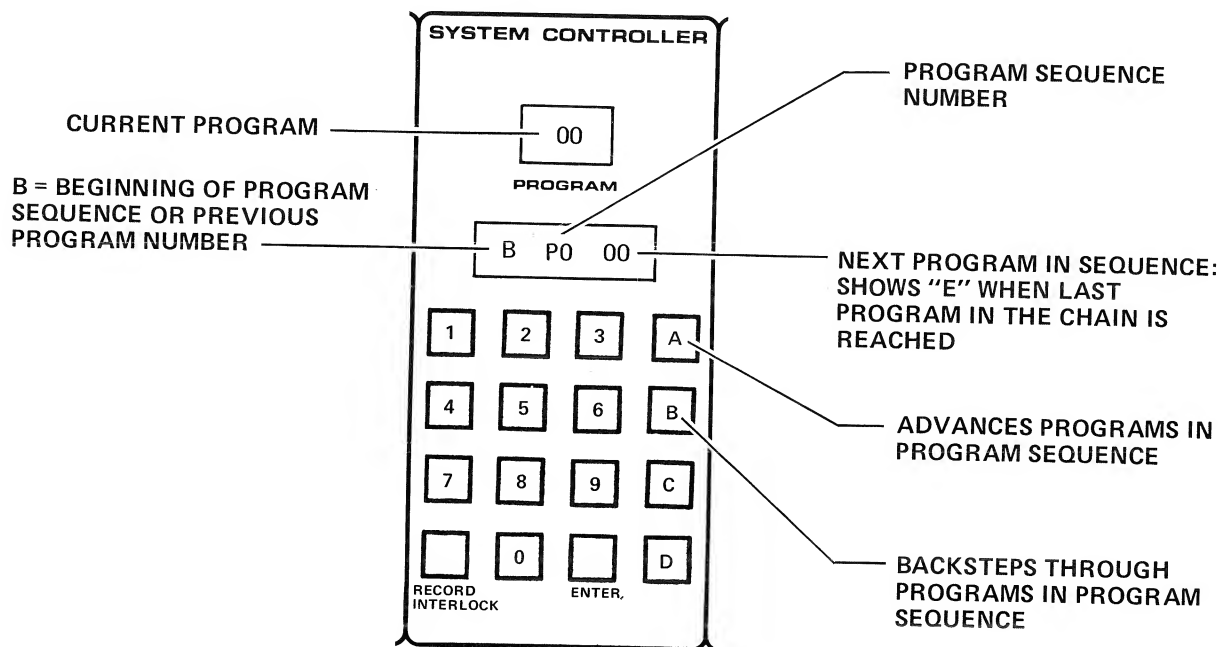 SYSTEM CONTROLLER
PROGRAM SEQUENCE
NUMBER
CURRENT PROGRAM
00
PROGRAM
B = BEGINNING OF PROGRAM
SEQUENCE OR PREVIOUS
PROGRAM NUMBER
B P0 00
NEXT PROGRAM IN SEQUENCE:
SHOWS "E" WHEN LAST
PROGRAM IN THE CHAIN IS
REACHED
1 2 3 A
4 5 6 B
ADVANCES PROGRAMS IN
PROGRAM SEQUENCE
7 8 9 C
0 D
RECORD
INTERLOCK
ENTER,
BACKSTEPS THROUGH
PROGRAMS IN PROGRAM
SEQUENCE